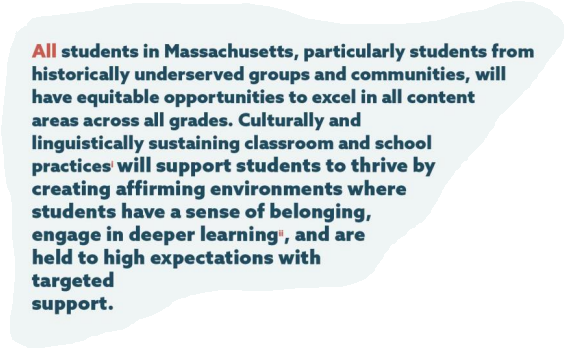 All students in Massachusetts, particularly students from
historically underserved groups and communities, will
have equitable opportunities to excel in all content
areas across all grades. Culturally and
linguistically sustaining classroom and school
practicesⁱ will support students to thrive by
creating affirming environments where
students have a sense of belonging,
engage in deeper learningⁱⁱ, and are
held to high expectations with
targeted
support.